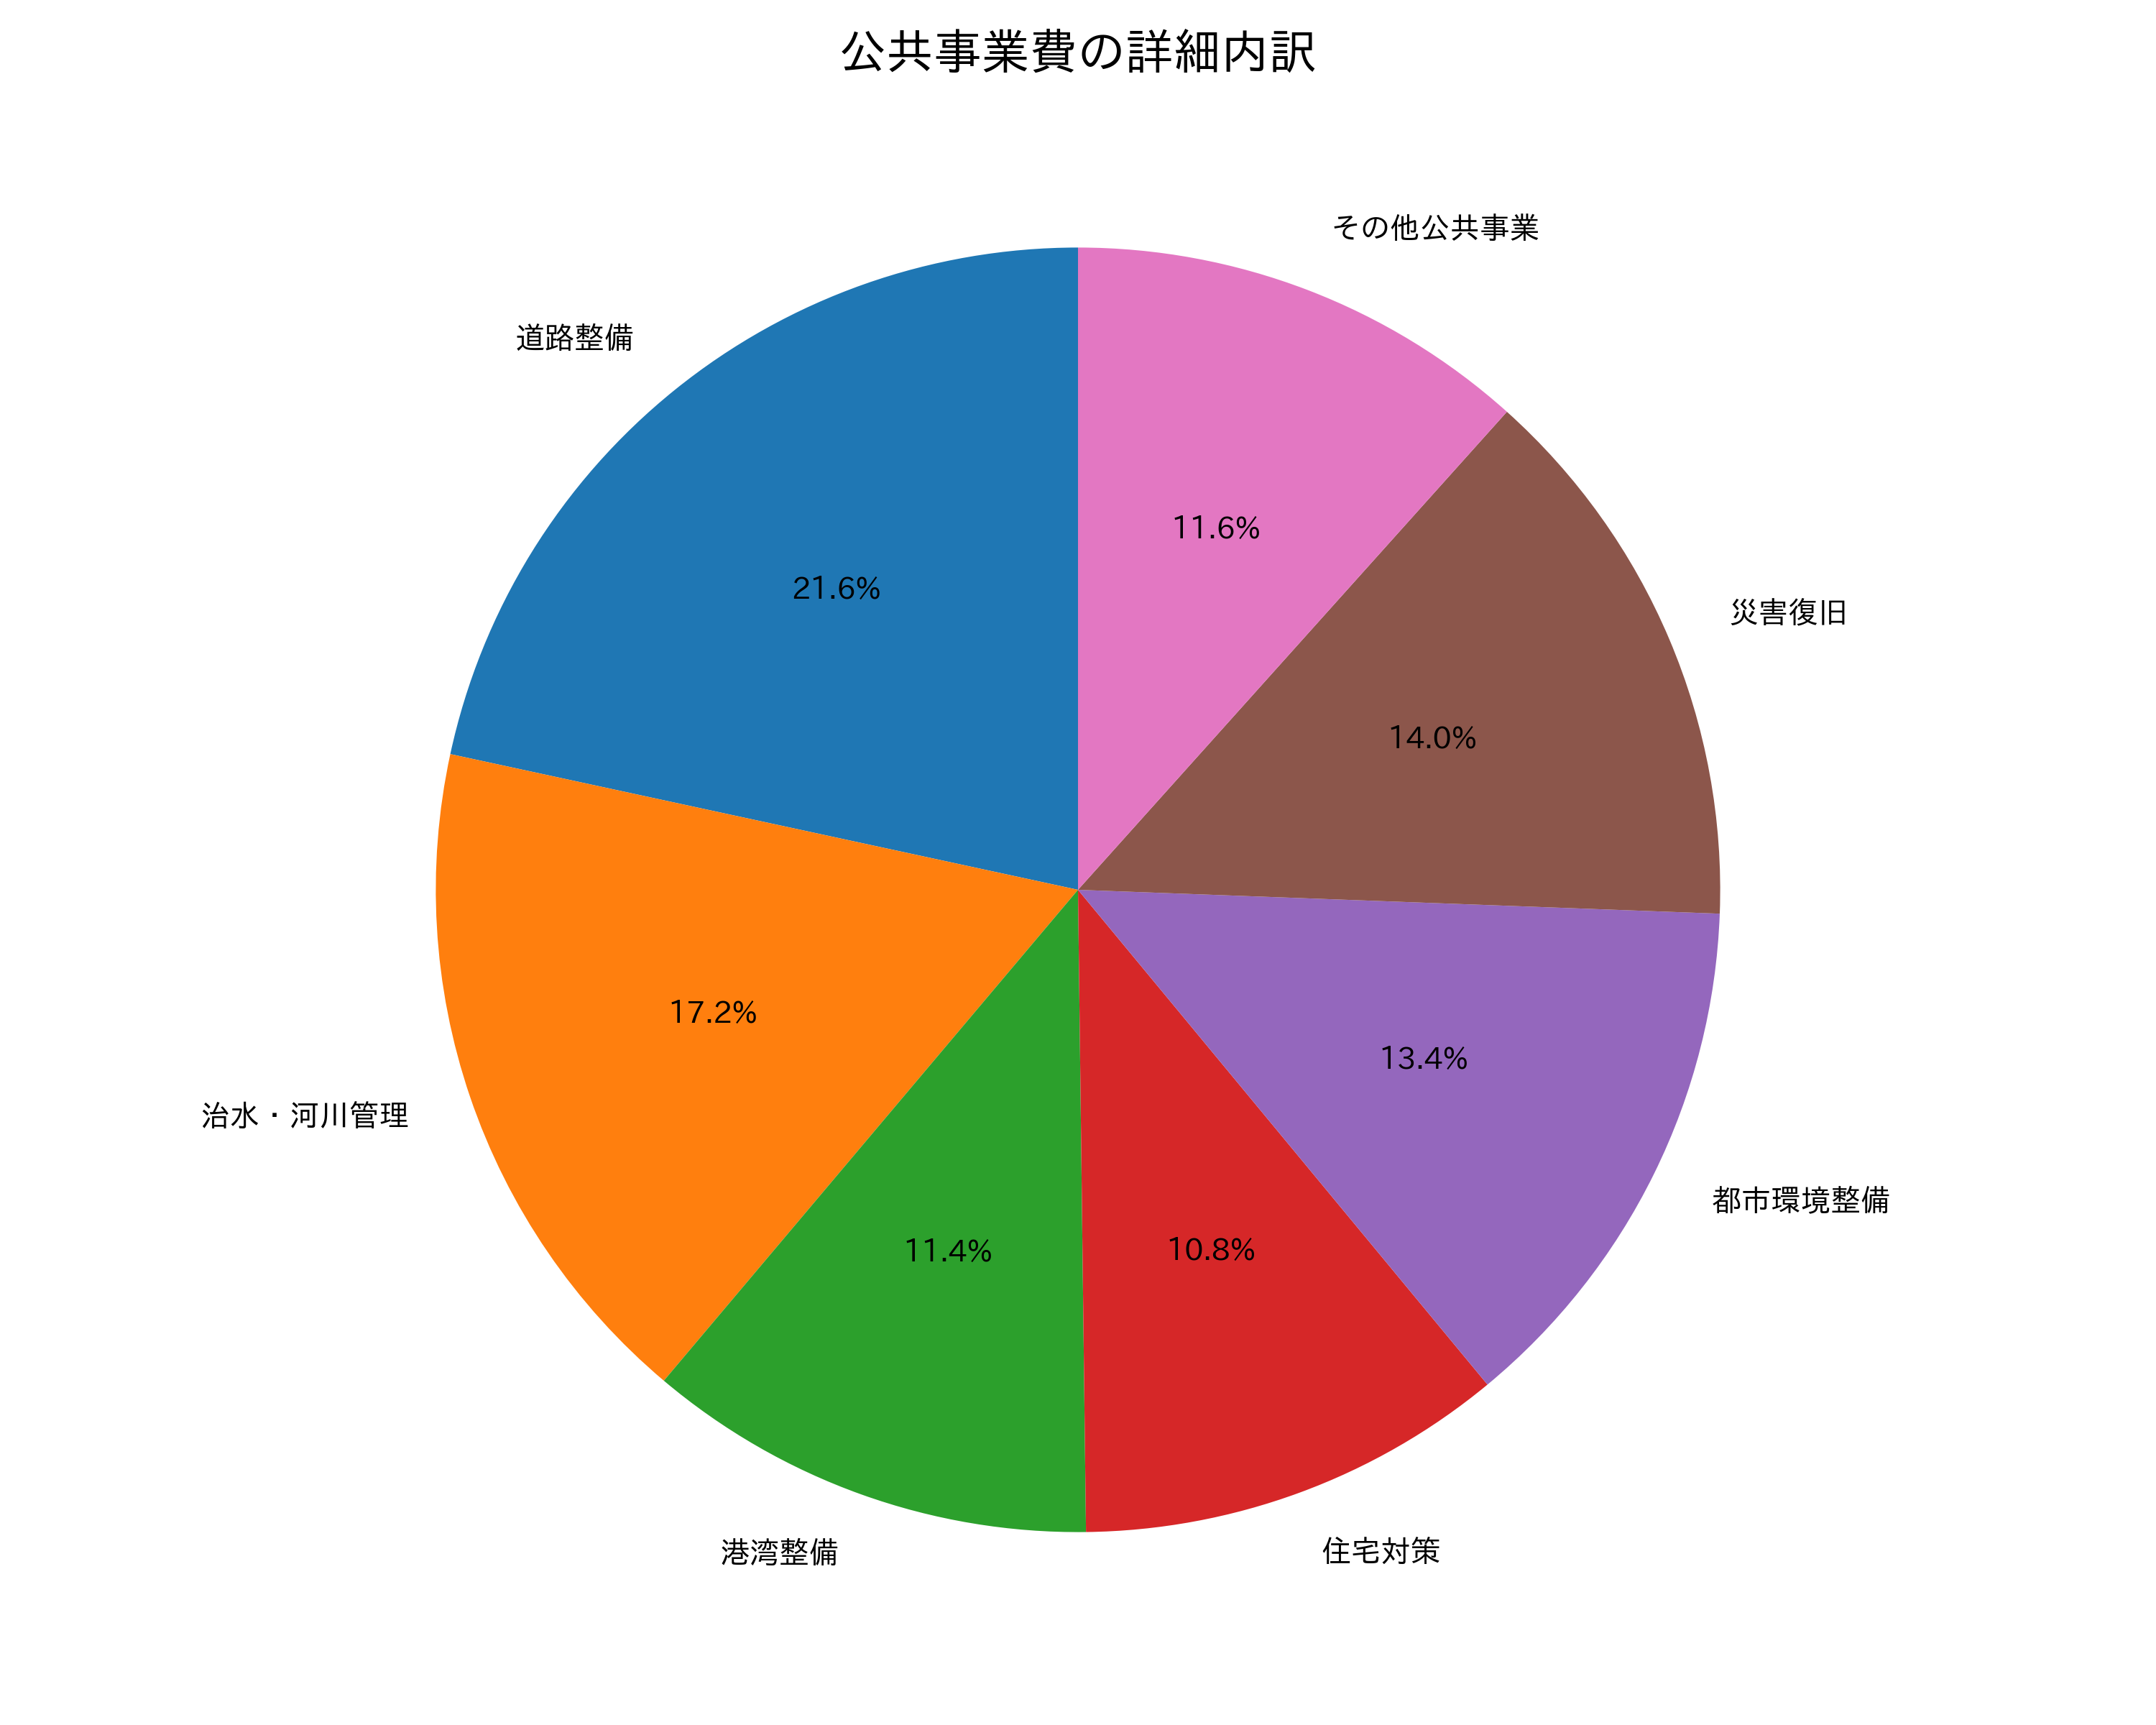 公共事業費の詳細内訳
その他公共事業
道路整備
11.6%
21.6%
災害復旧
14.0%
17.2%
13.4%
治水・河川管理
都市環境整備
11.4%
10.8%
港湾整備
住宅対策